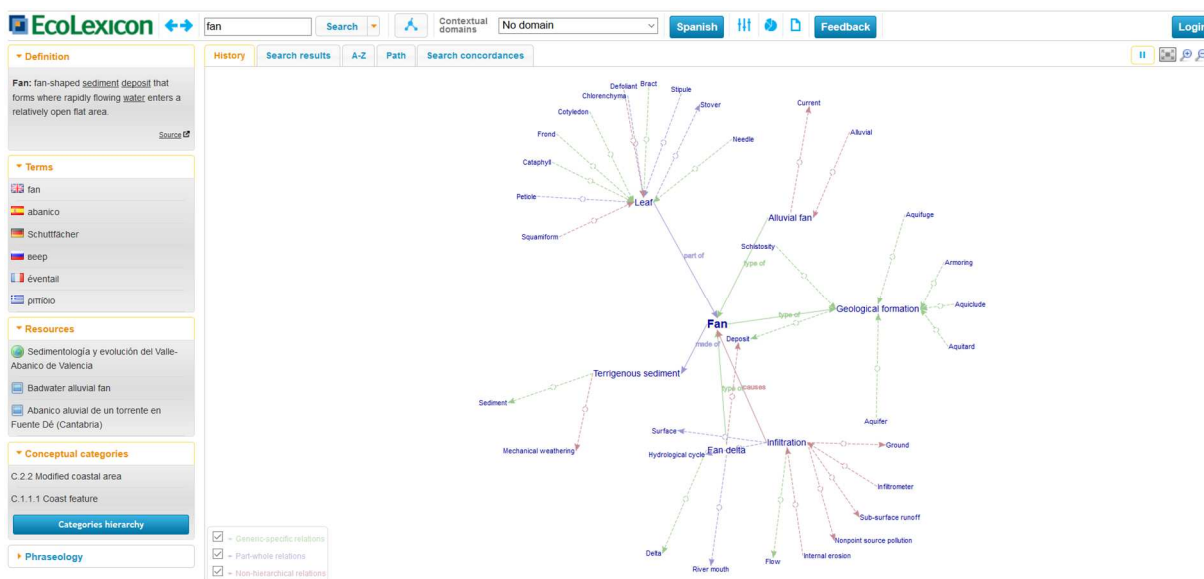 EcoLexicon
fan
Search
Contextual domains
No domain
Spanish
Feedback
Login
Definition
Fan: fan-shaped sediment deposit that
forms where rapidly flowing water enters a
relatively open flat area.
Source
Terms
fan
abanico
Schuttfächer
веер
éventail
ριπίδιο
Resources
Sedimentología y evolución del Valle-
Abanico de Valencia
Badwater alluvial fan
Abanico aluvial de un torrente en
Fuente Dé (Cantabria)
Conceptual categories
C.2.2 Modified coastal area
C.1.1.1 Coast feature
Categories hierarchy
Phraseology
History
Search results
A-Z
Path
Search concordances
Defoliant
Bract
Chlorenchyma
Stipule
Stover
Cotyledon
Frond
Needle
Cataphyll
Petiole
Leaf
Squamiform
Current
Alluvial
Alluvial fan
Aquifuge
Schistosity
part of
type of
Armoring
Aquiclude
Geological formation
type of
Fan
Deposit
made of
Aquitard
Terrigenous sediment
type of
causes
Sediment
Aquifer
Surface
Mechanical weathering
Hydrological cycle
Fan delta
Infiltration
Ground
Infiltrometer
Sub-surface runoff
Nonpoint source pollution
Delta
River mouth
Flow
Internal erosion
Generic-specific relations
Part-whole relations
Non-hierarchical relations